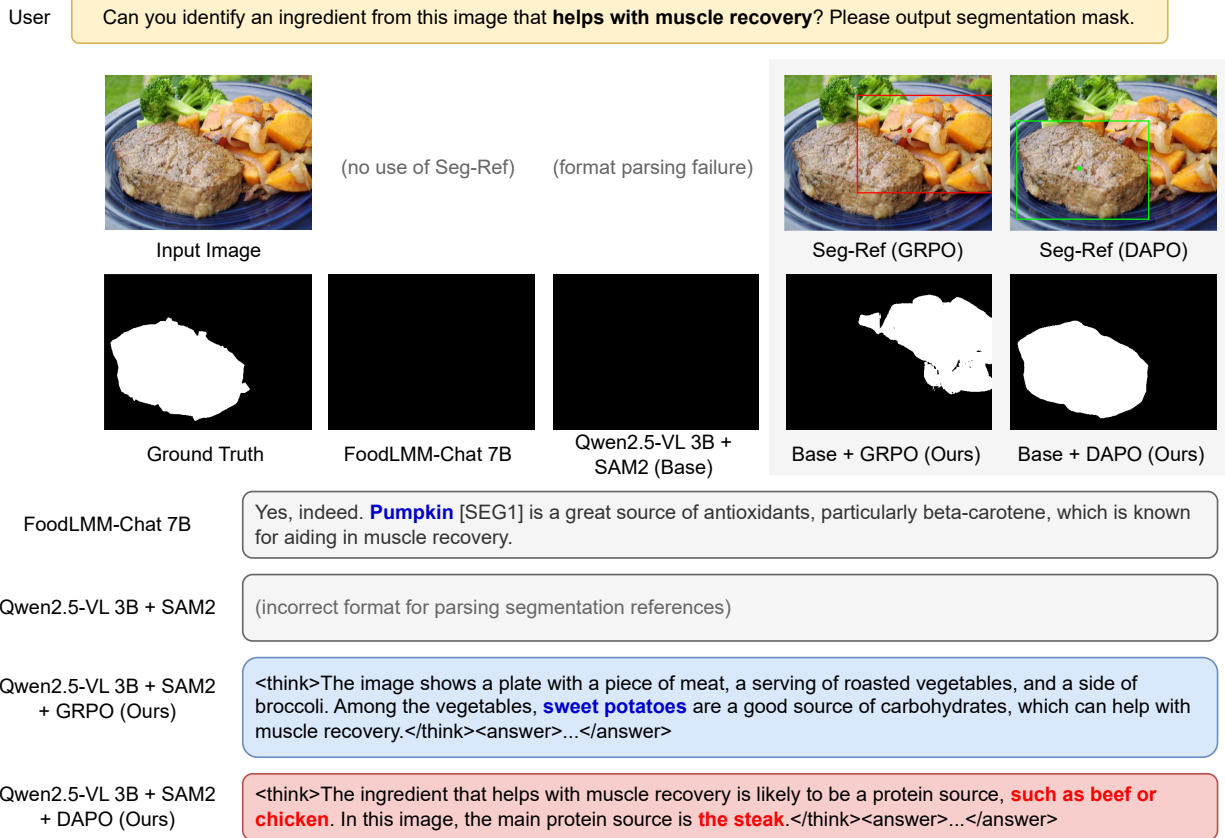 User
Can you identify an ingredient from this image that helps with muscle recovery? Please output segmentation mask.
(no use of Seg-Ref)
(format parsing failure)
Input Image
Seg-Ref (GRPO)
Seg-Ref (DAPO)
Ground Truth
FoodLMM-Chat 7B
Qwen2.5-VL 3B +
SAM2 (Base)
Base + GRPO (Ours)
Base + DAPO (Ours)
FoodLMM-Chat 7B
Yes, indeed. Pumpkin [SEG1] is a great source of antioxidants, particularly beta-carotene, which is known
for aiding in muscle recovery.
Qwen2.5-VL 3B + SAM2
(incorrect format for parsing segmentation references)
Qwen2.5-VL 3B + SAM2
+ GRPO (Ours)
<think>The image shows a plate with a piece of meat, a serving of roasted vegetables, and a side of
broccoli. Among the vegetables, sweet potatoes are a good source of carbohydrates, which can help with
muscle recovery.</think><answer>...</answer>
Qwen2.5-VL 3B + SAM2
+ DAPO (Ours)
<think>The ingredient that helps with muscle recovery is likely to be a protein source, such as beef or
chicken. In this image, the main protein source is the steak.</think><answer>...</answer>